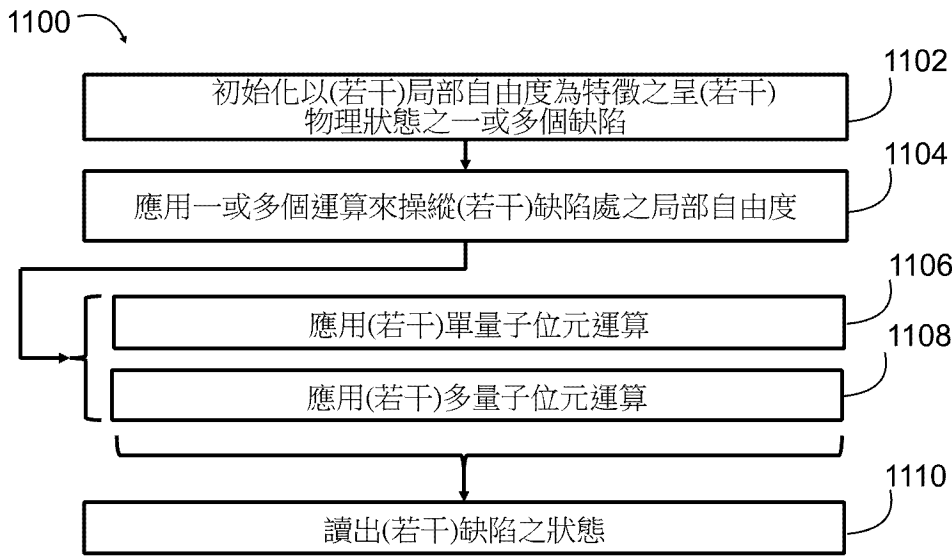 1100
初始化以(若干)局部自由度為特徵之呈(若干)
物理狀態之一或多個缺陷
1102
應用一或多個運算來操縱(若干)缺陷處之局部自由度
1104
應用(若干)單量子位元運算
1106
應用(若干)多量子位元運算
1108
讀出(若干)缺陷之狀態
1110